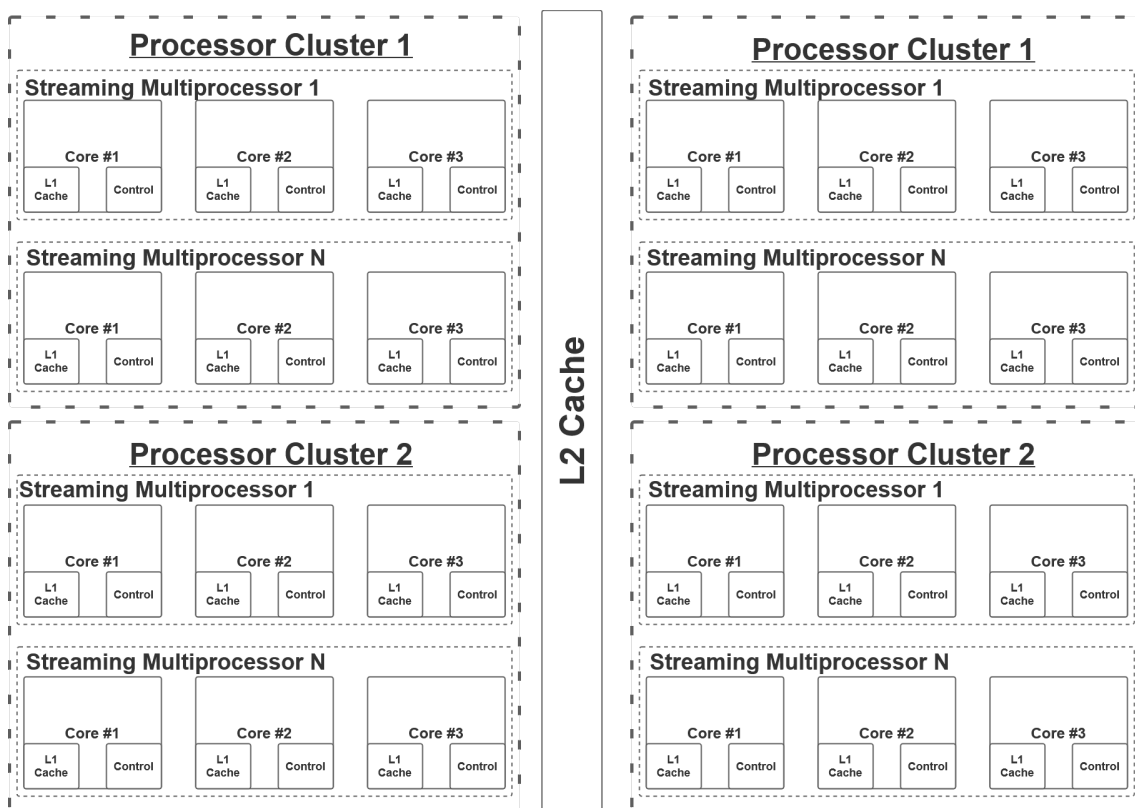 Processor Cluster 1
Streaming Multiprocessor 1
Core #1
L1
Cache
Control
Core #2
L1
Cache
Control
Core #3
L1
Cache
Control
Streaming Multiprocessor N
Core #1
L1
Cache
Control
Core #2
L1
Cache
Control
Core #3
L1
Cache
Control
Processor Cluster 2
Streaming Multiprocessor 1
Core #1
L1
Cache
Control
Core #2
L1
Cache
Control
Core #3
L1
Cache
Control
Streaming Multiprocessor N
Core #1
L1
Cache
Control
Core #2
L1
Cache
Control
Core #3
L1
Cache
Control
L2 Cache
Processor Cluster 1
Streaming Multiprocessor 1
Core #1
L1
Cache
Control
Core #2
L1
Cache
Control
Core #3
L1
Cache
Control
Streaming Multiprocessor N
Core #1
L1
Cache
Control
Core #2
L1
Cache
Control
Core #3
L1
Cache
Control
Processor Cluster 2
Streaming Multiprocessor 1
Core #1
L1
Cache
Control
Core #2
L1
Cache
Control
Core #3
L1
Cache
Control
Streaming Multiprocessor N
Core #1
L1
Cache
Control
Core #2
L1
Cache
Control
Core #3
L1
Cache
Control